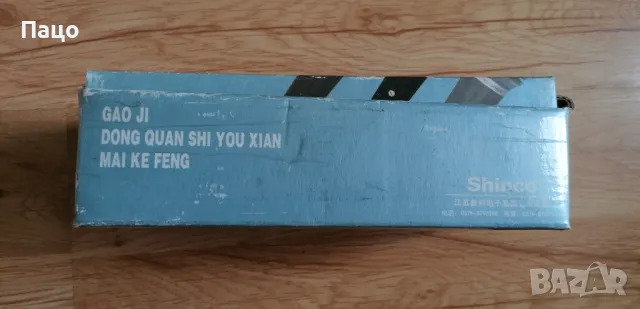 Пацо
GAO JI
DONG QUAN SHI YOU XIAN
MAI KE FENG
Shinco
BAZAR